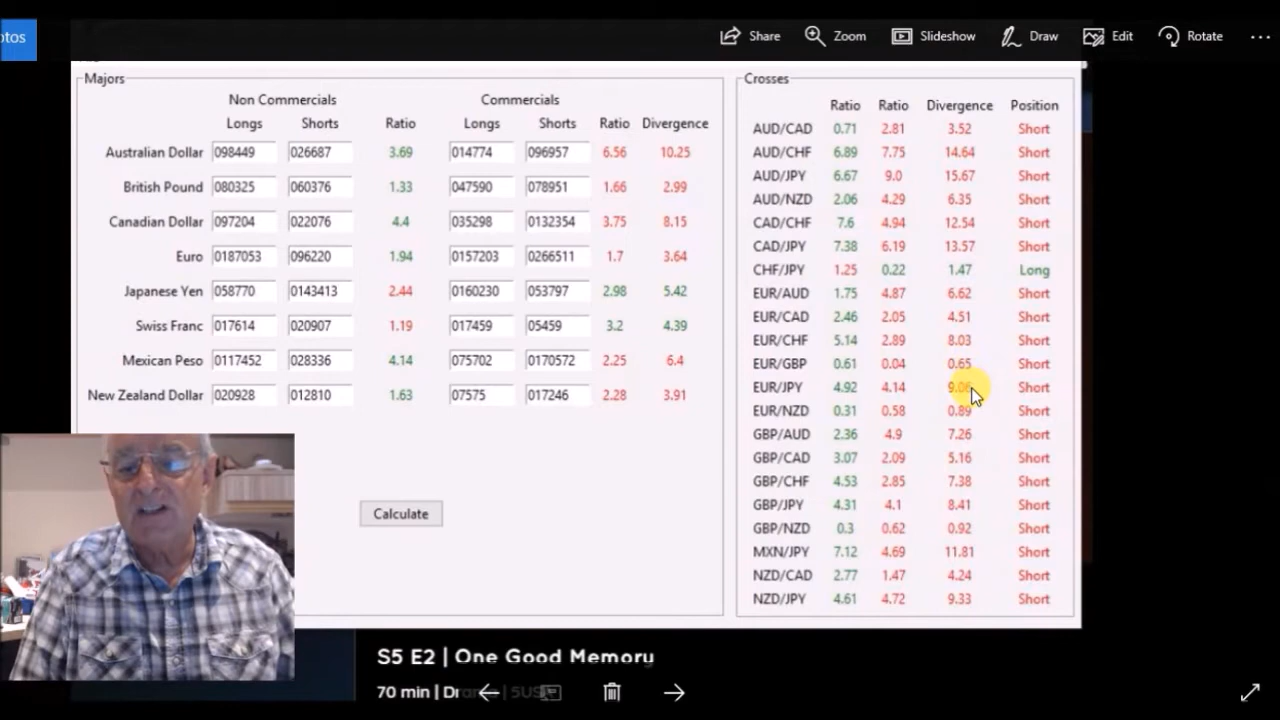 otos
Share Zoom Slideshow Draw Edit Rotate ...
Majors
Non Commercials Commercials
Longs Shorts Ratio Longs Shorts Ratio Divergence
Australian Dollar 098449 026687 3.69 014774 096957 6.56 10.25
British Pound 080325 060376 1.33 047590 078951 1.66 2.99
Canadian Dollar 097204 022076 4.4 035298 0132354 3.75 8.15
Euro 0187053 096220 1.94 0157203 0266511 1.7 3.64
Japanese Yen 058770 0143413 2.44 0160230 053797 2.98 5.42
Swiss Franc 017614 020907 1.19 017459 05459 3.2 4.39
Mexican Peso 0117452 028336 4.14 075702 0170572 2.25 6.4
New Zealand Dollar 020928 012810 1.63 07575 017246 2.28 3.91
Calculate
Crosses
Ratio Ratio Divergence Position
AUD/CAD 0.71 2.81 3.52 Short
AUD/CHF 6.89 7.75 14.64 Short
AUD/JPY 6.67 9.0 15.67 Short
AUD/NZD 2.06 4.29 6.35 Short
CAD/CHF 7.6 4.94 12.54 Short
CAD/JPY 7.38 6.19 13.57 Short
CHF/JPY 1.25 0.22 1.47 Long
EUR/AUD 1.75 4.87 6.62 Short
EUR/CAD 2.46 2.05 4.51 Short
EUR/CHF 5.14 2.89 8.03 Short
EUR/GBP 0.61 0.04 0.65 Short
EUR/JPY 4.92 4.14 9.06 Short
EUR/NZD 0.31 0.58 0.89 Short
GBP/AUD 2.36 4.9 7.26 Short
GBP/CAD 3.07 2.09 5.16 Short
GBP/CHF 4.53 2.85 7.38 Short
GBP/JPY 4.31 4.1 8.41 Short
GBP/NZD 0.3 0.62 0.92 Short
MXN/JPY 7.12 4.69 11.81 Short
NZD/CAD 2.77 1.47 4.24 Short
NZD/JPY 4.61 4.72 9.33 Short
S5 E2 | One Good Memory
70 min | Dr | 5US